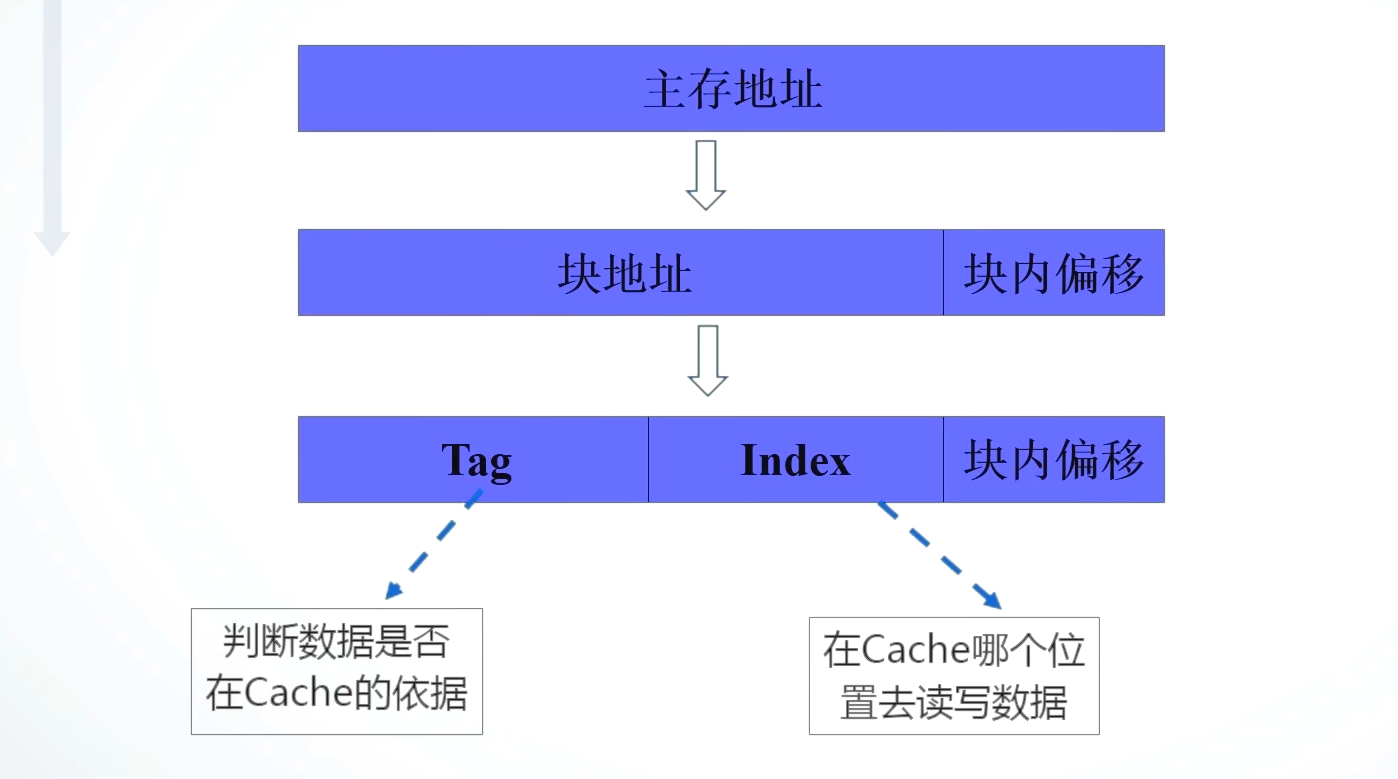 主存地址
块地址
块内偏移
Tag
Index
块内偏移
判断数据是否
在Cache的依据
在Cache哪个位
置去读写数据